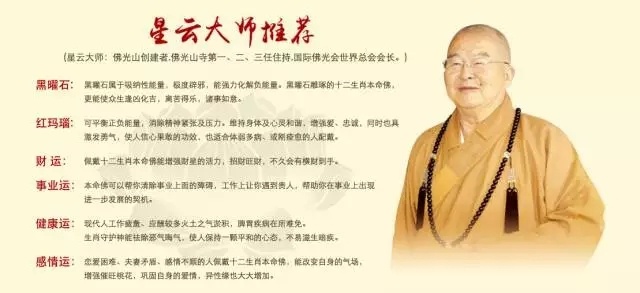 星云大师推荐
(星云大师：佛光山创建者.佛光山寺第一、二、三任住持.国际佛光会世界总会会长。)
黑曜石： 黑曜石属于吸纳性能量，极度辟邪，能强力化解负能量。黑曜石雕琢的十二生肖本命佛，
更能使众生逢凶化吉，离苦得乐，诸事如意。
红玛瑙： 可平衡正负能量，消除精神紧张及压力。维持身体及心灵和谐，增强爱、忠诚，同时也具
激发勇气，使人信心果敢的功效，也适合体弱多病、或刚痊愈的人配戴。
财 运： 佩戴十二生肖本命佛能增强财星的活力，招财旺财，不久会有横财到手。
事业运： 本命佛可以帮你清除事业上面的障碍，工作上让你遇到贵人，帮助你在事业上出现
进一步发展的契机。
健康运： 现代人工作疲惫、应酬较多火土之气淤积，脾胃疾病在所难免。
生肖守护神能祛除邪气晦气，使人保持一颗平和的心态，不易滋生暗疾。
感情运： 恋爱困难、夫妻矛盾、感情不顺的人佩戴十二生肖本命佛，能改变自身的气场，
增强催旺桃花，巩固自身的爱情，异性缘也大大增加。